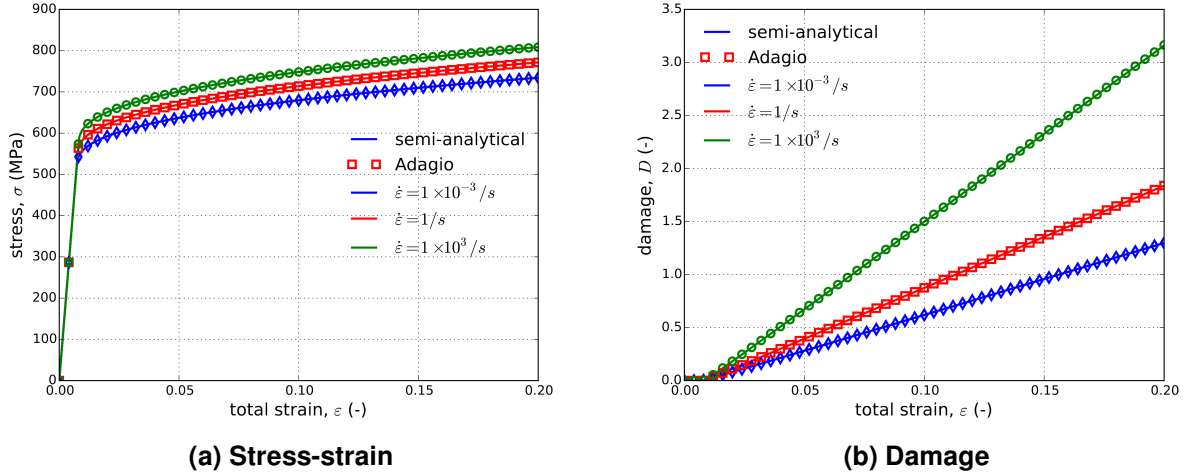 900
800
700
600
500
400
300
200
100
0
stress, σ (MPa)
semi-analytical
Adagio
ε̇ = 1×10⁻³/s
ε̇ = 1/s
ε̇ = 1×10³/s
0.00 0.05 0.10 0.15 0.20
total strain, ε (-)
(a) Stress-strain
3.5
3.0
2.5
2.0
1.5
1.0
0.5
0.0
damage, D (-)
semi-analytical
Adagio
ε̇ = 1×10⁻³/s
ε̇ = 1/s
ε̇ = 1×10³/s
0.00 0.05 0.10 0.15 0.20
total strain, ε (-)
(b) Damage